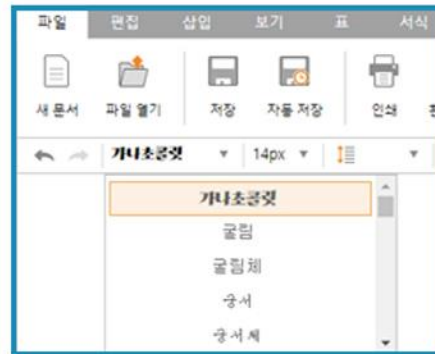 파일 편집 삽입 보기 표 서식
새 문서 파일 열기 저장 자동 저장 인쇄
가나초콜릿 14px
가나초콜릿
굴림
굴림체
궁서
궁서체